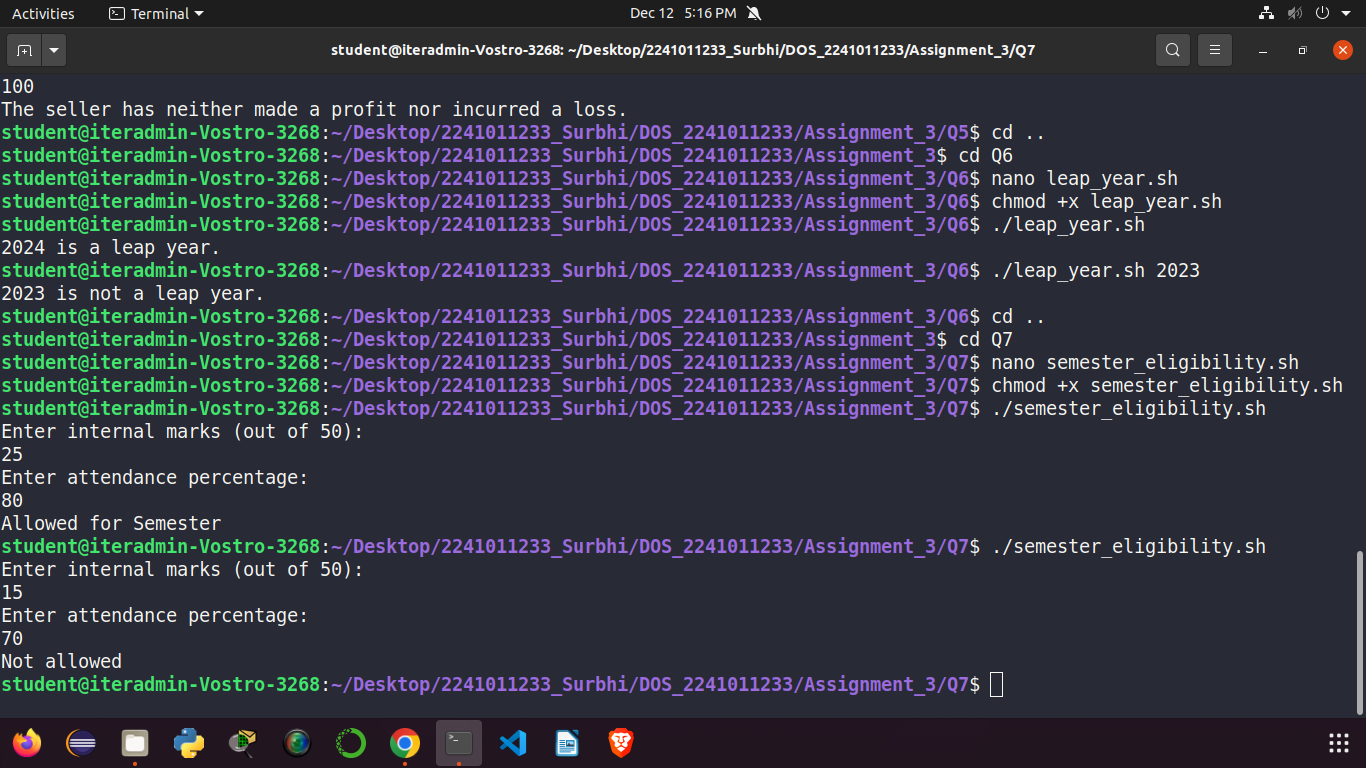 Activities Terminal Dec 12 5:16 PM
student@iteradmin-Vostro-3268: ~/Desktop/2241011233_Surbhi/DOS_2241011233/Assignment_3/Q7
100
The seller has neither made a profit nor incurred a loss.
student@iteradmin-Vostro-3268:~/Desktop/2241011233_Surbhi/DOS_2241011233/Assignment_3/Q5$ cd ..
student@iteradmin-Vostro-3268:~/Desktop/2241011233_Surbhi/DOS_2241011233/Assignment_3$ cd Q6
student@iteradmin-Vostro-3268:~/Desktop/2241011233_Surbhi/DOS_2241011233/Assignment_3/Q6$ nano leap_year.sh
student@iteradmin-Vostro-3268:~/Desktop/2241011233_Surbhi/DOS_2241011233/Assignment_3/Q6$ chmod +x leap_year.sh
student@iteradmin-Vostro-3268:~/Desktop/2241011233_Surbhi/DOS_2241011233/Assignment_3/Q6$ ./leap_year.sh
2024 is a leap year.
student@iteradmin-Vostro-3268:~/Desktop/2241011233_Surbhi/DOS_2241011233/Assignment_3/Q6$ ./leap_year.sh 2023
2023 is not a leap year.
student@iteradmin-Vostro-3268:~/Desktop/2241011233_Surbhi/DOS_2241011233/Assignment_3/Q6$ cd ..
student@iteradmin-Vostro-3268:~/Desktop/2241011233_Surbhi/DOS_2241011233/Assignment_3$ cd Q7
student@iteradmin-Vostro-3268:~/Desktop/2241011233_Surbhi/DOS_2241011233/Assignment_3/Q7$ nano semester_eligibility.sh
student@iteradmin-Vostro-3268:~/Desktop/2241011233_Surbhi/DOS_2241011233/Assignment_3/Q7$ chmod +x semester_eligibility.sh
student@iteradmin-Vostro-3268:~/Desktop/2241011233_Surbhi/DOS_2241011233/Assignment_3/Q7$ ./semester_eligibility.sh
Enter internal marks (out of 50):
25
Enter attendance percentage:
80
Allowed for Semester
student@iteradmin-Vostro-3268:~/Desktop/2241011233_Surbhi/DOS_2241011233/Assignment_3/Q7$ ./semester_eligibility.sh
Enter internal marks (out of 50):
15
Enter attendance percentage:
70
Not allowed
student@iteradmin-Vostro-3268:~/Desktop/2241011233_Surbhi/DOS_2241011233/Assignment_3/Q7$